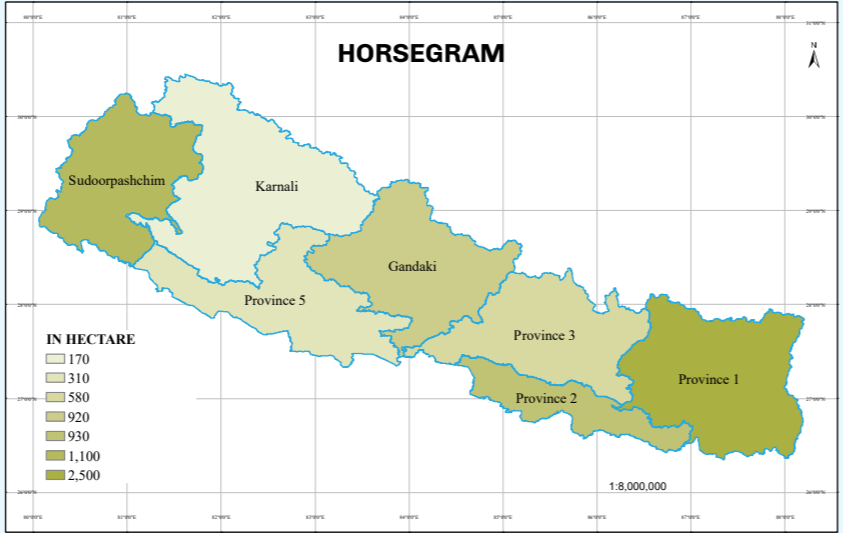 HORSEGRAM
N
Sudoorpashchim
Karnali
Gandaki
Province 5
Province 3
Province 1
Province 2
IN HECTARE
170
310
580
920
930
1,100
2,500
1:8,000,000